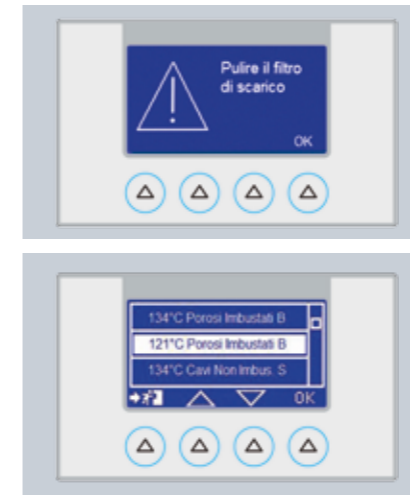 Pulire il filtro
di scarico
OK
134°C Porosi Imbustati B
121°C Porosi Imbustati B
134°C Cavi Non Imbus. S
OK